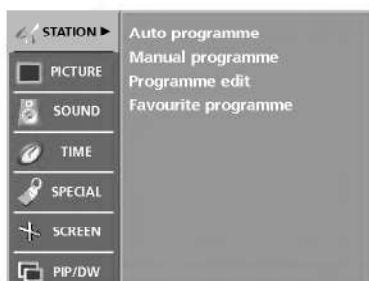 STATION ►
PICTURE
SOUND
TIME
SPECIAL
SCREEN
PIP/DW
Auto programme
Manual programme
Programme edit
Favourite programme